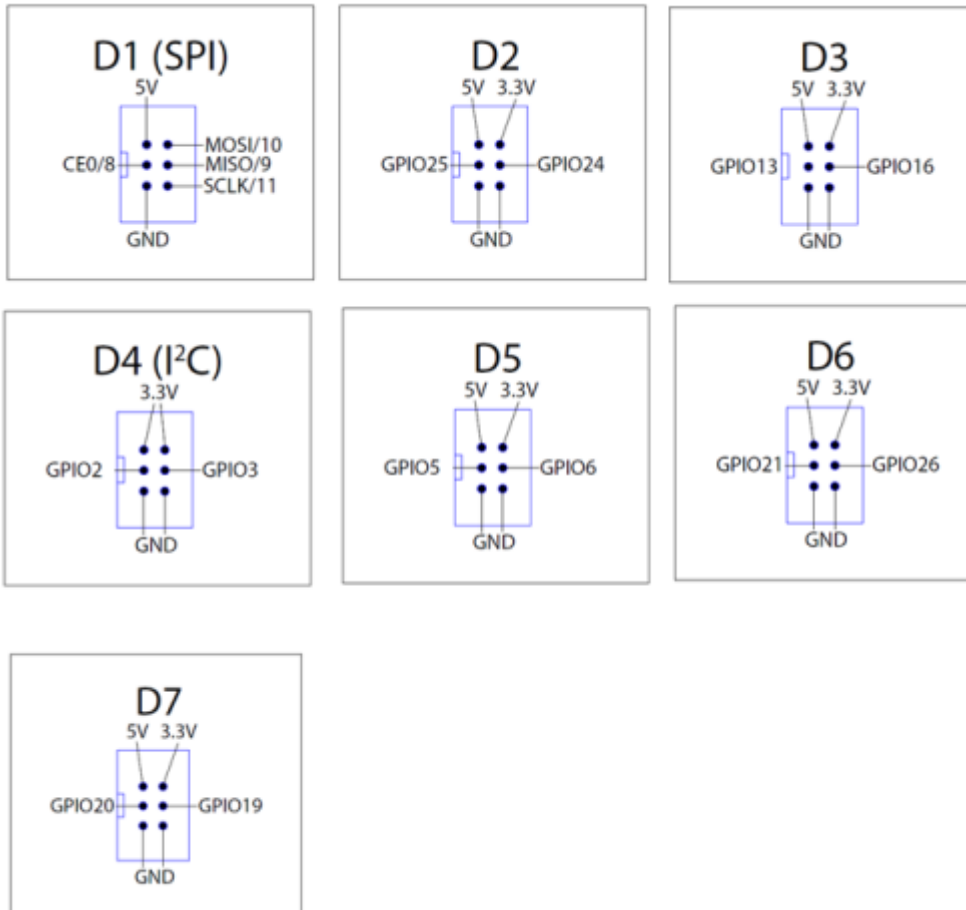 D1 (SPI)
5V
MOSI/10
CE0/8 MISO/9
SCLK/11
GND
D2
5V 3.3V
GPIO25 GPIO24
GND
D3
5V 3.3V
GPIO13 GPIO16
GND
D4 (I²C)
3.3V
GPIO2 GPIO3
GND
D5
5V 3.3V
GPIO5 GPIO6
GND
D6
5V 3.3V
GPIO21 GPIO26
GND
D7
5V 3.3V
GPIO20 GPIO19
GND